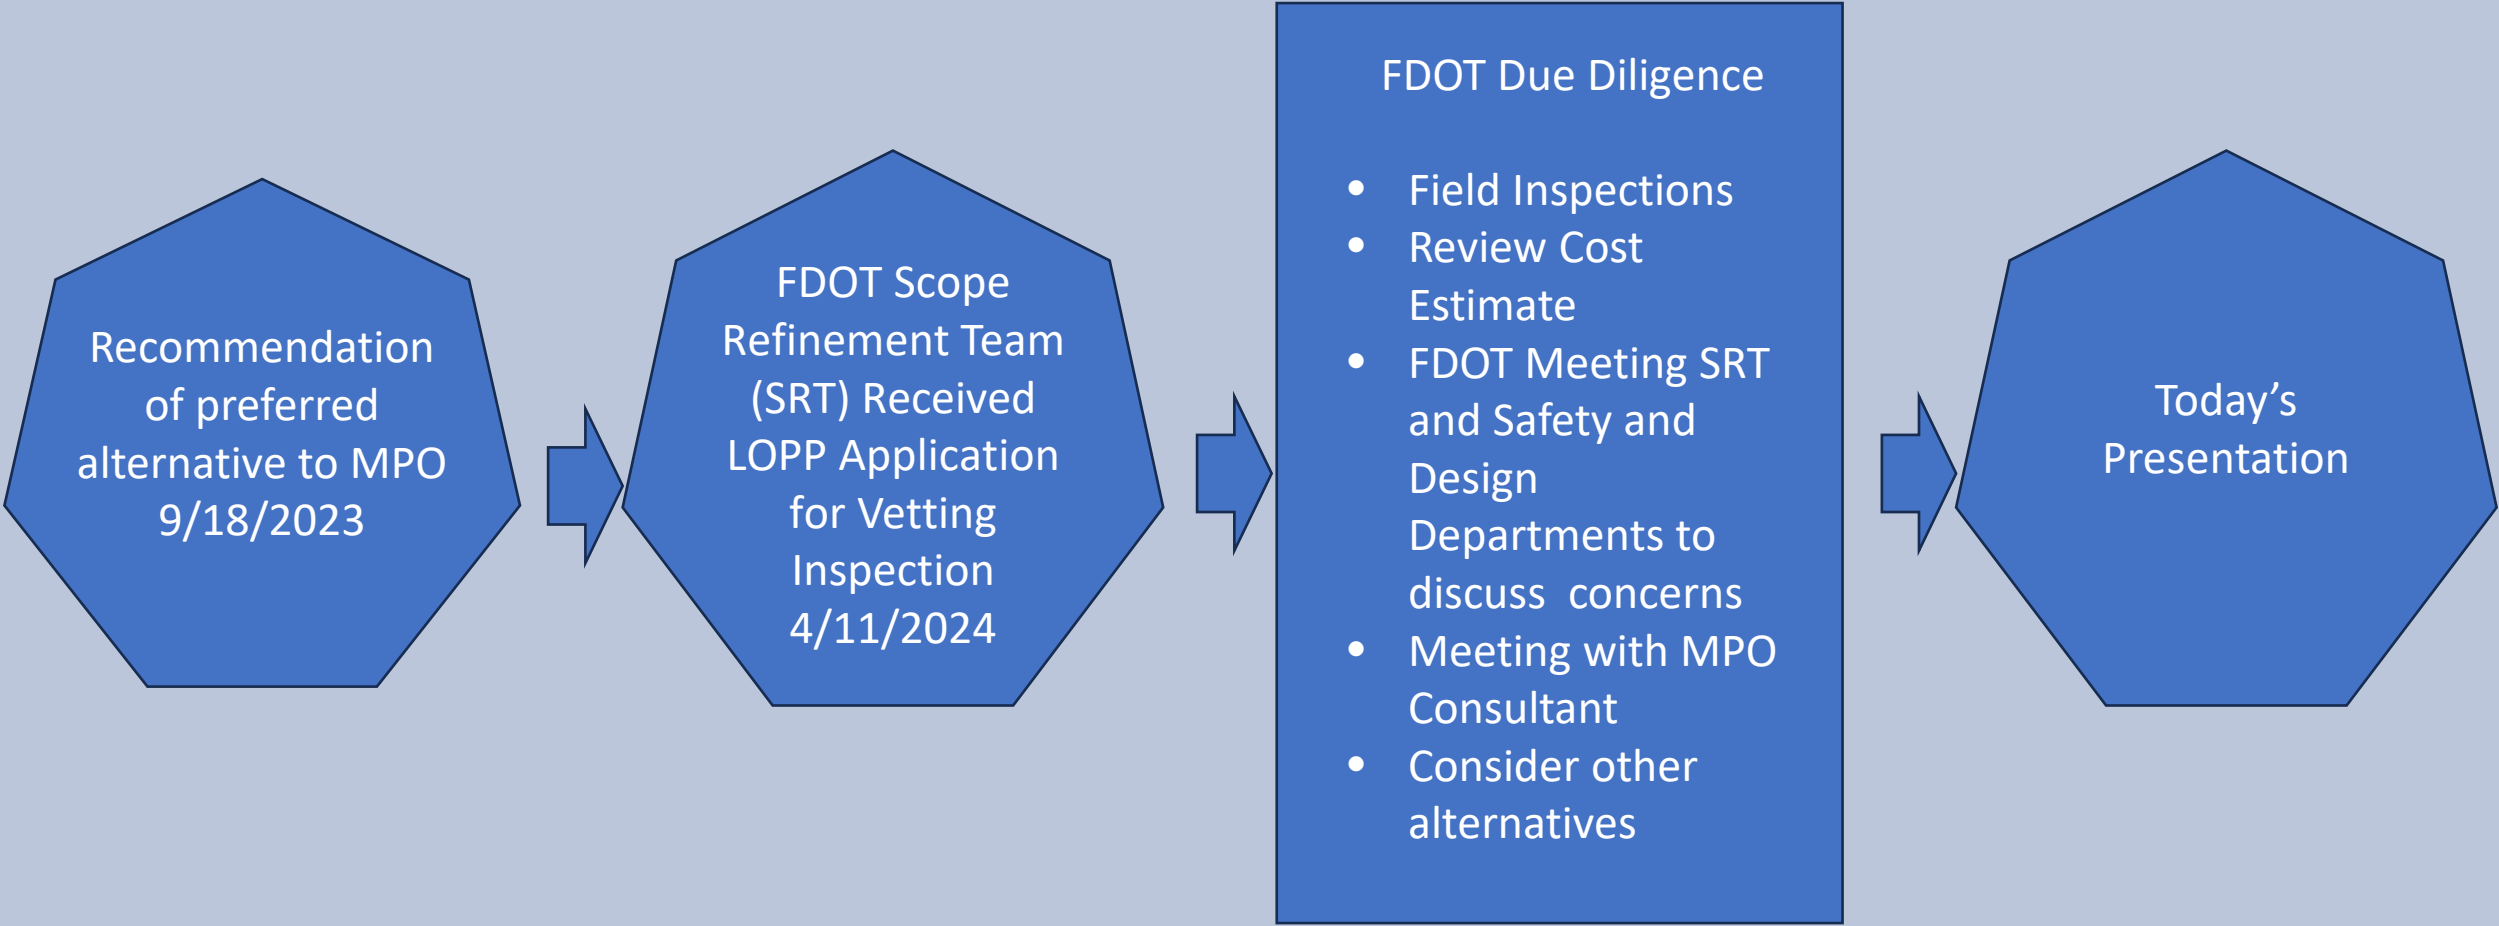 Recommendation
of preferred
alternative to MPO
9/18/2023
FDOT Scope
Refinement Team
(SRT) Received
LOPP Application
for Vetting
Inspection
4/11/2024
FDOT Due Diligence
• Field Inspections
• Review Cost
Estimate
• FDOT Meeting SRT
and Safety and
Design
Departments to
discuss  concerns
• Meeting with MPO
Consultant
• Consider other
alternatives
Today’s
Presentation